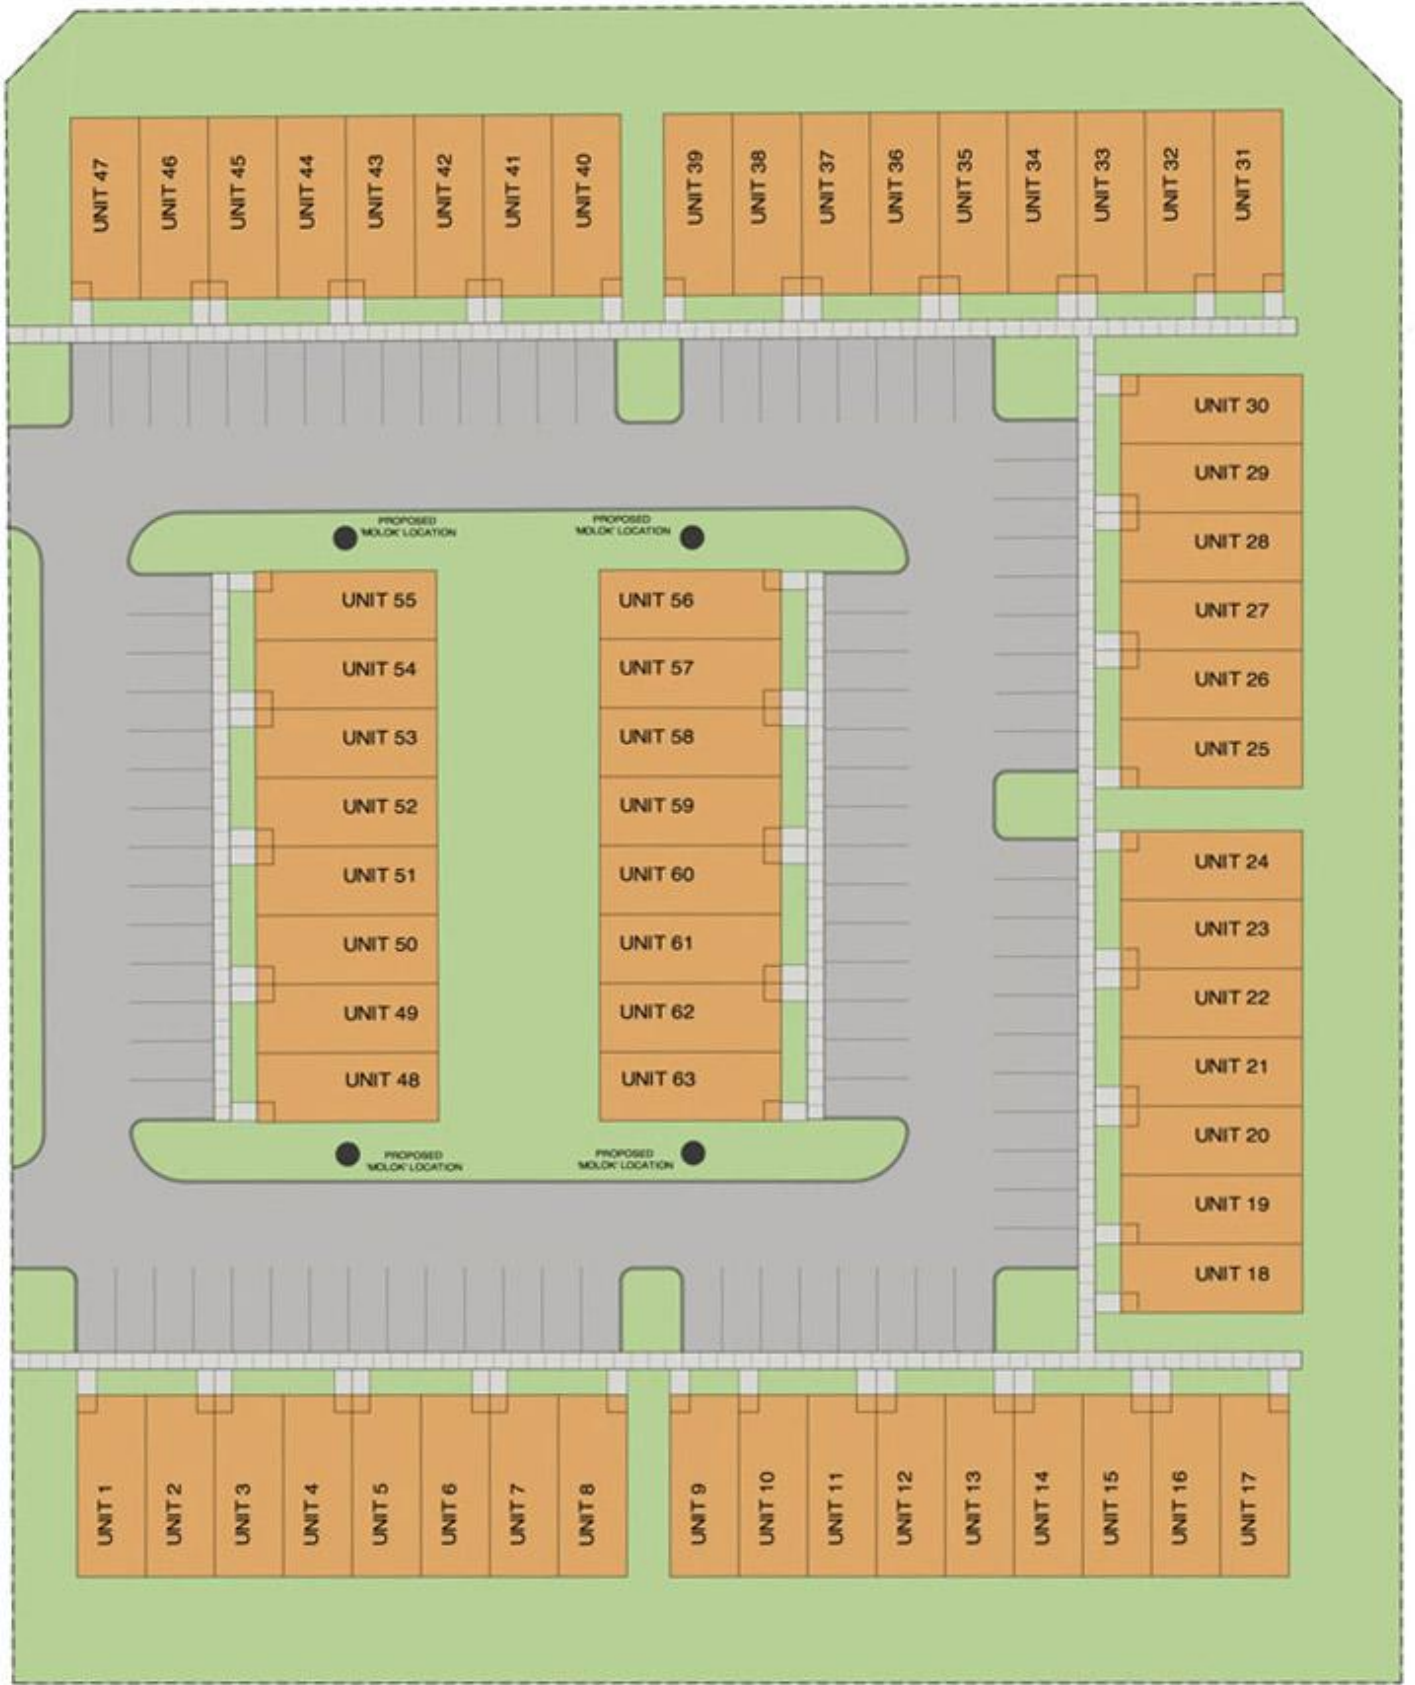 UNIT 47
UNIT 46
UNIT 45
UNIT 44
UNIT 43
UNIT 42
UNIT 41
UNIT 40
UNIT 39
UNIT 38
UNIT 37
UNIT 36
UNIT 35
UNIT 34
UNIT 33
UNIT 32
UNIT 31
UNIT 30
UNIT 29
UNIT 28
UNIT 27
UNIT 26
UNIT 25
UNIT 24
UNIT 23
UNIT 22
UNIT 21
UNIT 20
UNIT 19
UNIT 18
PROPOSED
'MOLOK' LOCATION
PROPOSED
'MOLOK' LOCATION
UNIT 55
UNIT 54
UNIT 53
UNIT 52
UNIT 51
UNIT 50
UNIT 49
UNIT 48
UNIT 56
UNIT 57
UNIT 58
UNIT 59
UNIT 60
UNIT 61
UNIT 62
UNIT 63
PROPOSED
'MOLOK' LOCATION
PROPOSED
'MOLOK' LOCATION
UNIT 1
UNIT 2
UNIT 3
UNIT 4
UNIT 5
UNIT 6
UNIT 7
UNIT 8
UNIT 9
UNIT 10
UNIT 11
UNIT 12
UNIT 13
UNIT 14
UNIT 15
UNIT 16
UNIT 17